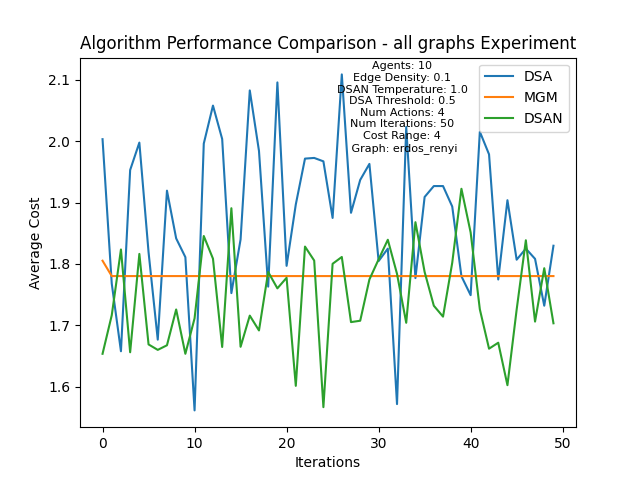 Algorithm Performance Comparison - all graphs Experiment
Agents: 10
Edge Density: 0.1
DSAN Temperature: 1.0
DSA Threshold: 0.5
Num Actions: 4
Num Iterations: 50
Cost Range: 4
Graph: erdos_renyi
DSA
MGM
DSAN
2.1
2.0
1.9
1.8
1.7
1.6
Average Cost
0 10 20 30 40 50
Iterations